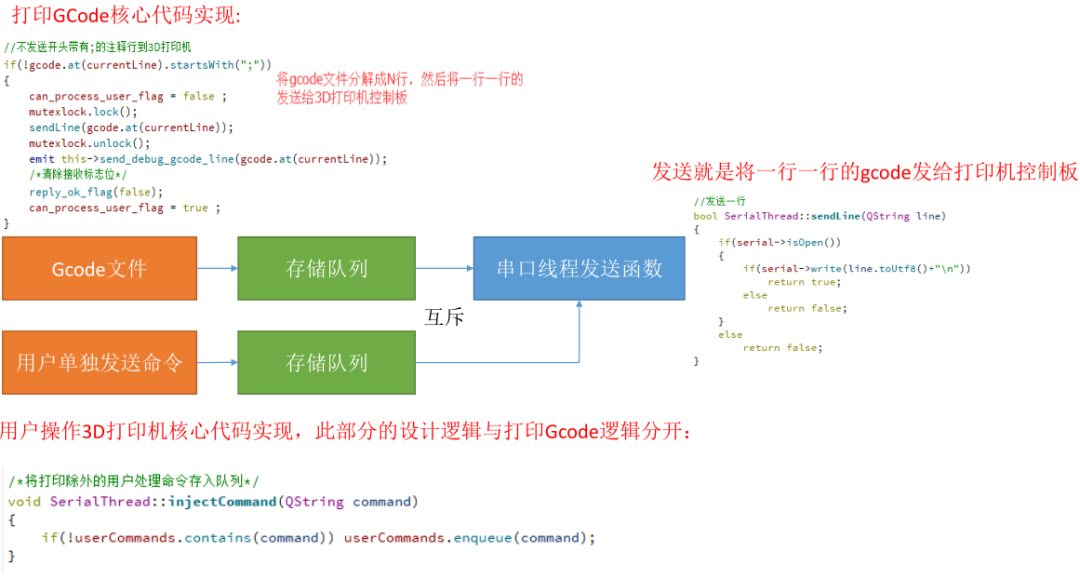 打印GCode核心代码实现:
//不发送开头带有;的注释行到3D打印机
if(!gcode.at(currentLine).startsWith(";"))
{
    can_process_user_flag = false ;
    mutexlock.lock();
    sendLine(gcode.at(currentLine));
    mutexlock.unlock();
    emit this->send_debug_gcode_line(gcode.at(currentLine));
    /*清除接收标志位*/
    reply_ok_flag(false);
    can_process_user_flag = true ;
}
将gcode文件分解成N行，然后将一行一行的
发送给3D打印机控制板
发送就是将一行一行的gcode发给打印机控制板
//发送一行
bool SerialThread::sendLine(QString line)
{
    if(serial->isOpen())
    {
        if(serial->write(line.toUtf8()+"\n"))
            return true;
        else
            return false;
    }
    else
        return false;
}
Gcode文件
存储队列
串口线程发送函数
互斥
用户单独发送命令
存储队列
用户操作3D打印机核心代码实现，此部分的设计逻辑与打印Gcode逻辑分开：
/*将打印除外的用户处理命令存入队列*/
void SerialThread::injectCommand(QString command)
{
    if(!userCommands.contains(command)) userCommands.enqueue(command);
}